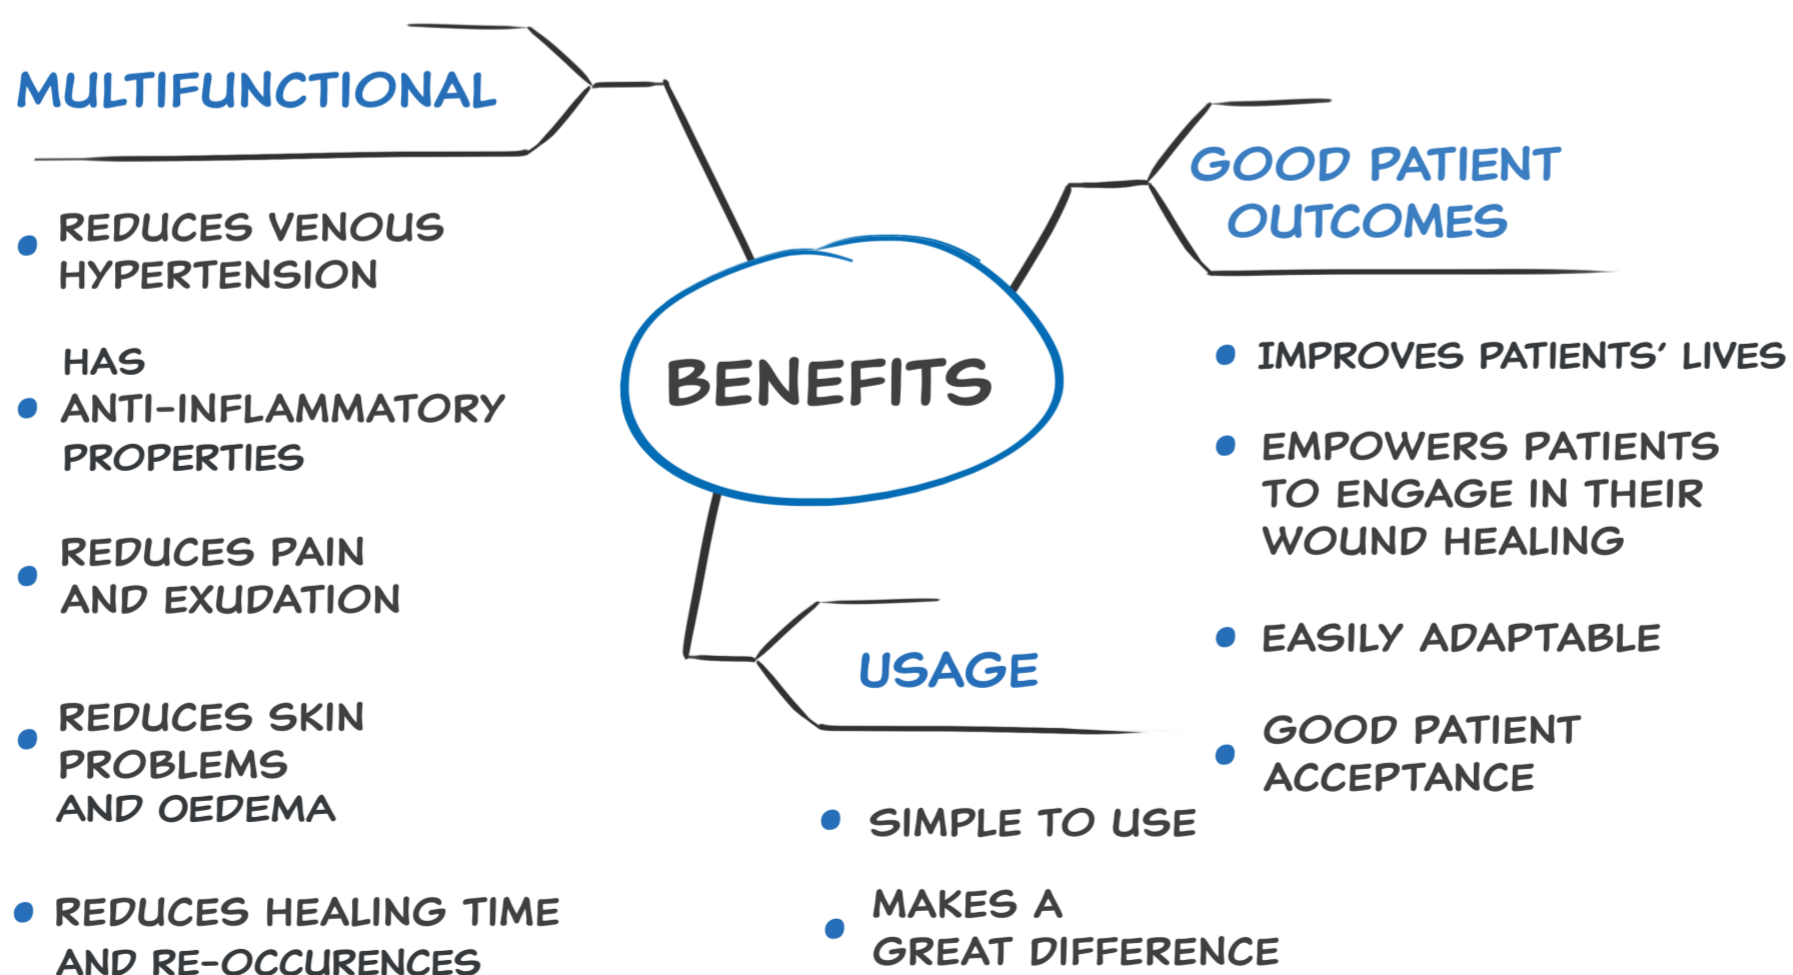 MULTIFUNCTIONAL
REDUCES VENOUS
HYPERTENSION
HAS
ANTI-INFLAMMATORY
PROPERTIES
REDUCES PAIN
AND EXUDATION
REDUCES SKIN
PROBLEMS
AND OEDEMA
REDUCES HEALING TIME
AND RE-OCCURENCES
BENEFITS
USAGE
SIMPLE TO USE
MAKES A
GREAT DIFFERENCE
GOOD PATIENT
OUTCOMES
IMPROVES PATIENTS' LIVES
EMPOWERS PATIENTS
TO ENGAGE IN THEIR
WOUND HEALING
EASILY ADAPTABLE
GOOD PATIENT
ACCEPTANCE